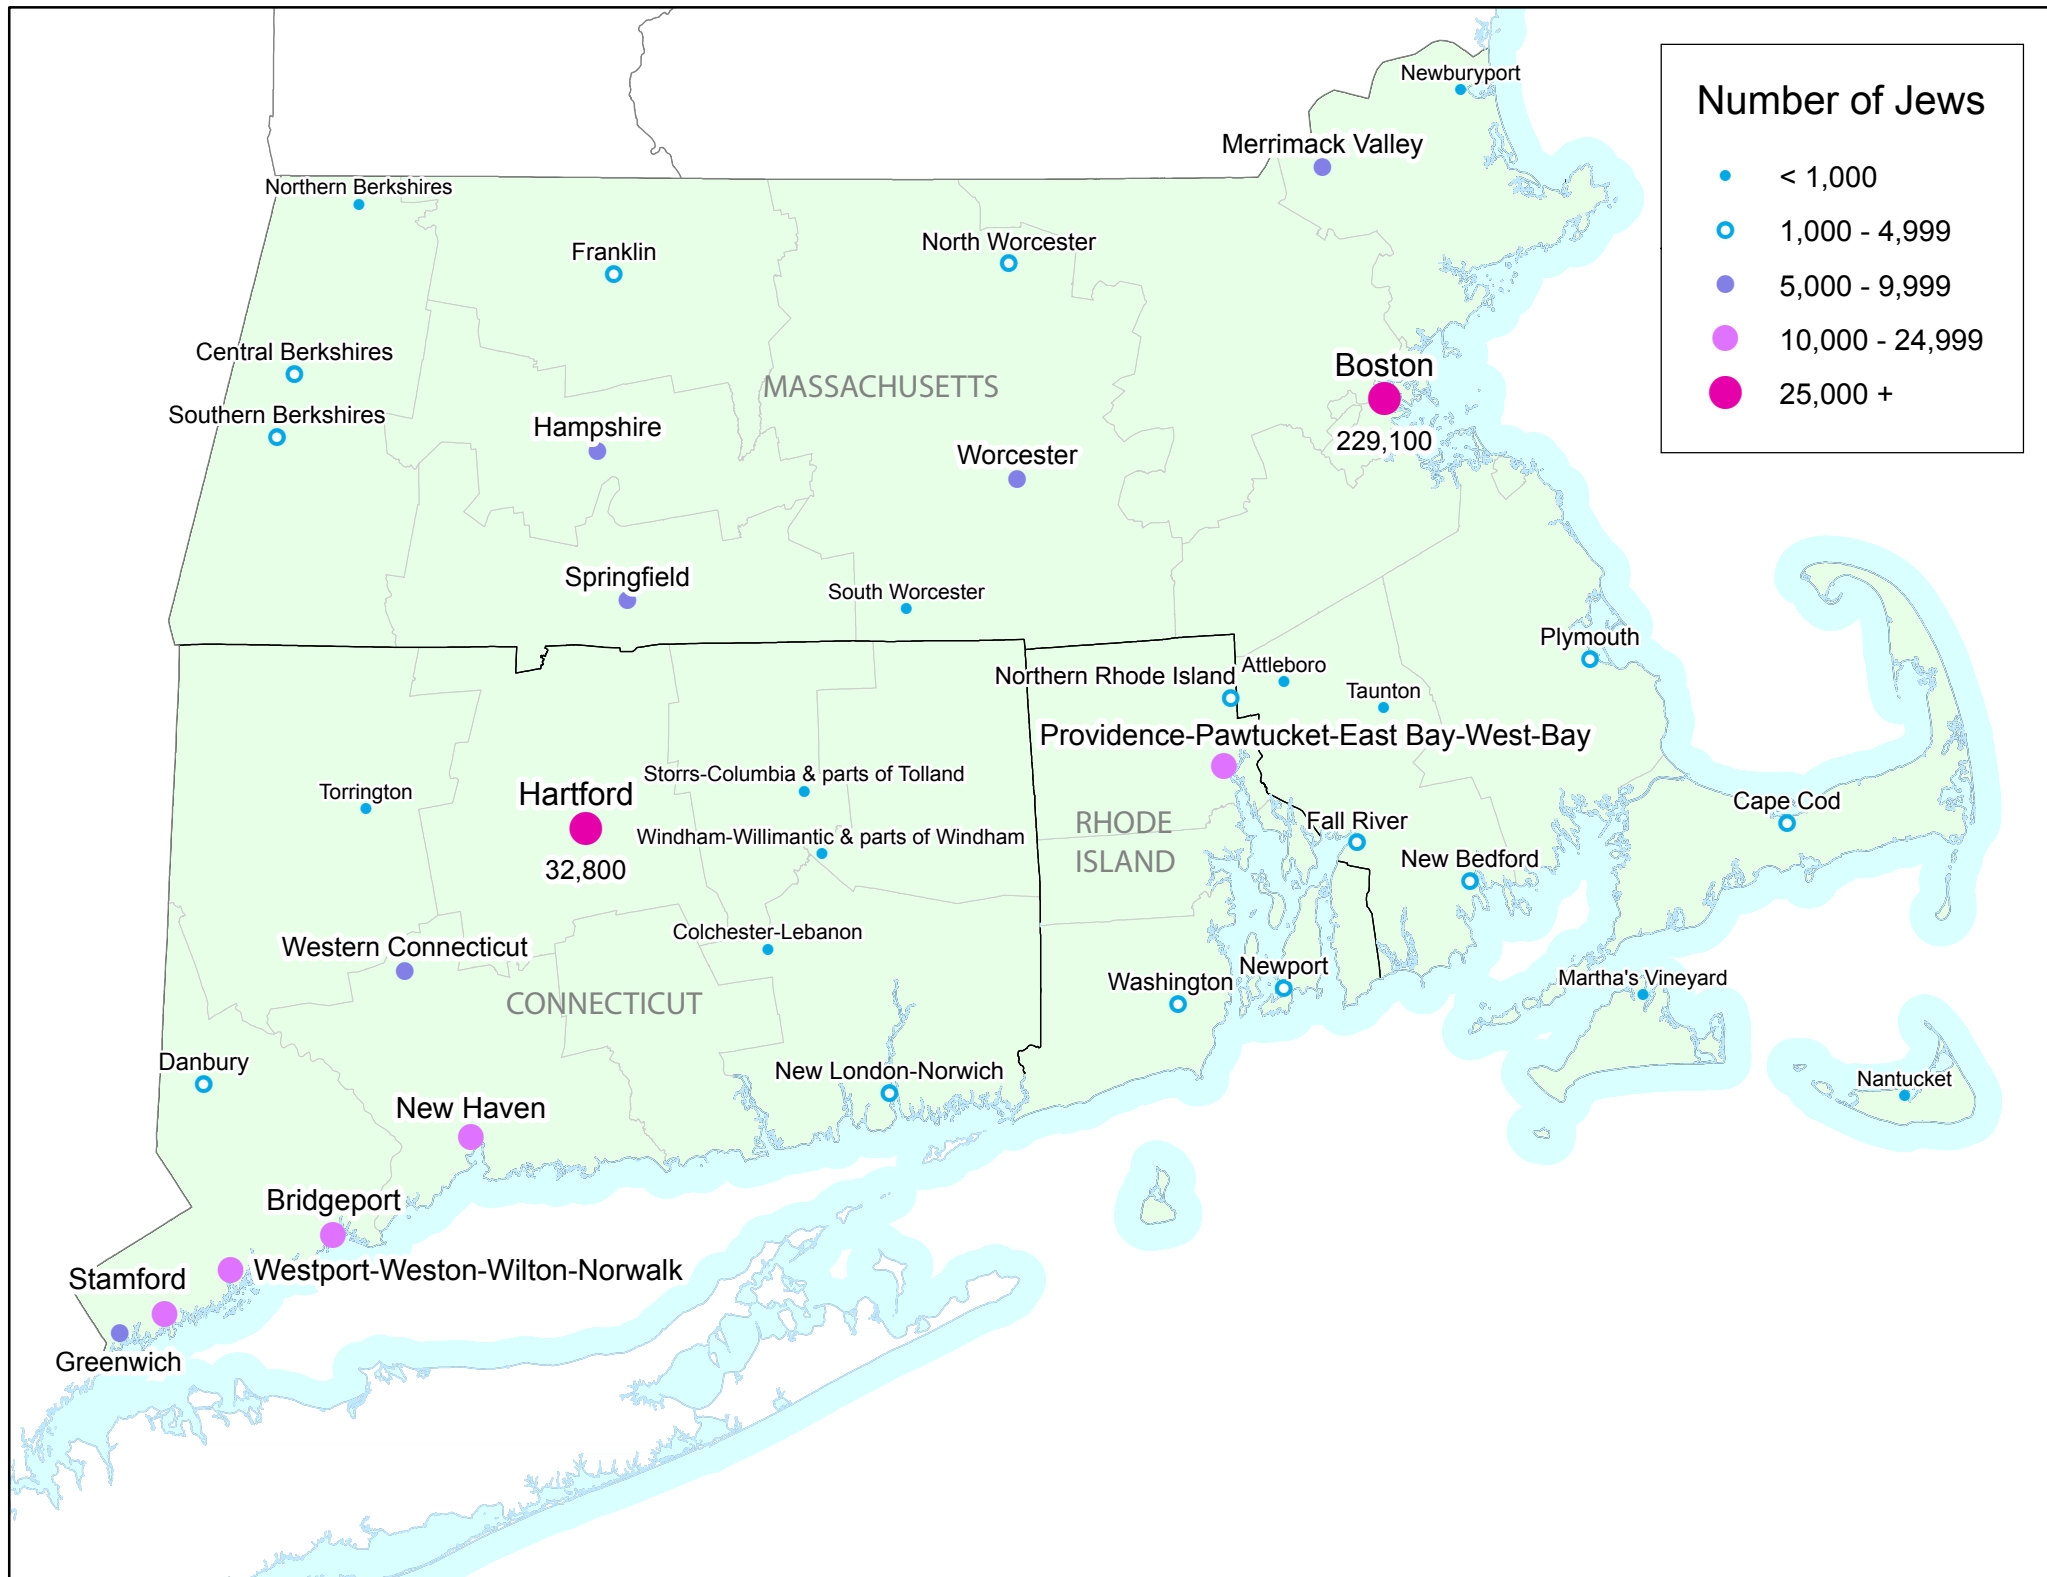 Newburyport
Number of Jews
< 1,000
1,000 - 4,999
5,000 - 9,999
10,000 - 24,999
25,000 +
Merrimack Valley
Northern Berkshires
Franklin
North Worcester
Central Berkshires
MASSACHUSETTS
Boston
229,100
Southern Berkshires
Hampshire
Worcester
Springfield
South Worcester
Plymouth
Northern Rhode Island
Attleboro
Taunton
Providence-Pawtucket-East Bay-West-Bay
Storrs-Columbia & parts of Tolland
Torrington
Hartford
32,800
Windham-Willimantic & parts of Windham
RHODE
ISLAND
Fall River
Cape Cod
New Bedford
Colchester-Lebanon
Western Connecticut
CONNECTICUT
Washington
Newport
Martha's Vineyard
Danbury
New London-Norwich
Nantucket
New Haven
Bridgeport
Westport-Weston-Wilton-Norwalk
Stamford
Greenwich